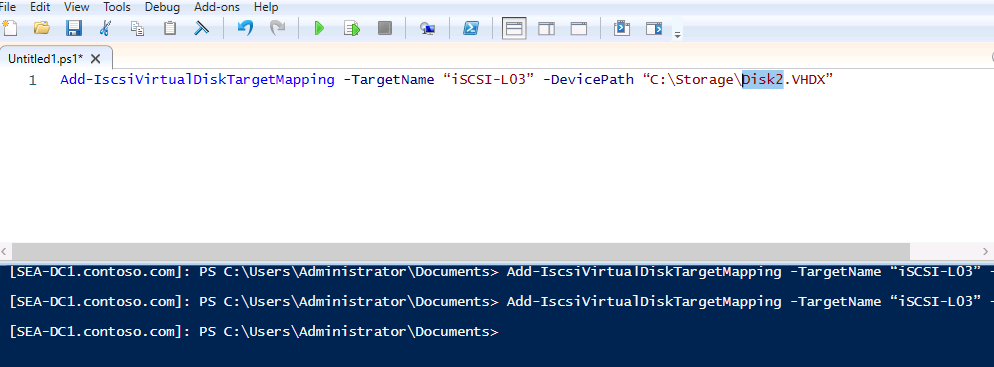 File Edit View Tools Debug Add-ons Help
Untitled1.ps1* X
1 Add-IscsiVirtualDiskTargetMapping -TargetName “iSCSI-L03” -DevicePath “C:\Storage\Disk2.VHDX”
[SEA-DC1.contoso.com]: PS C:\Users\Administrator\Documents> Add-IscsiVirtualDiskTargetMapping -TargetName “iSCSI-L03” -
[SEA-DC1.contoso.com]: PS C:\Users\Administrator\Documents> Add-IscsiVirtualDiskTargetMapping -TargetName “iSCSI-L03” -
[SEA-DC1.contoso.com]: PS C:\Users\Administrator\Documents>